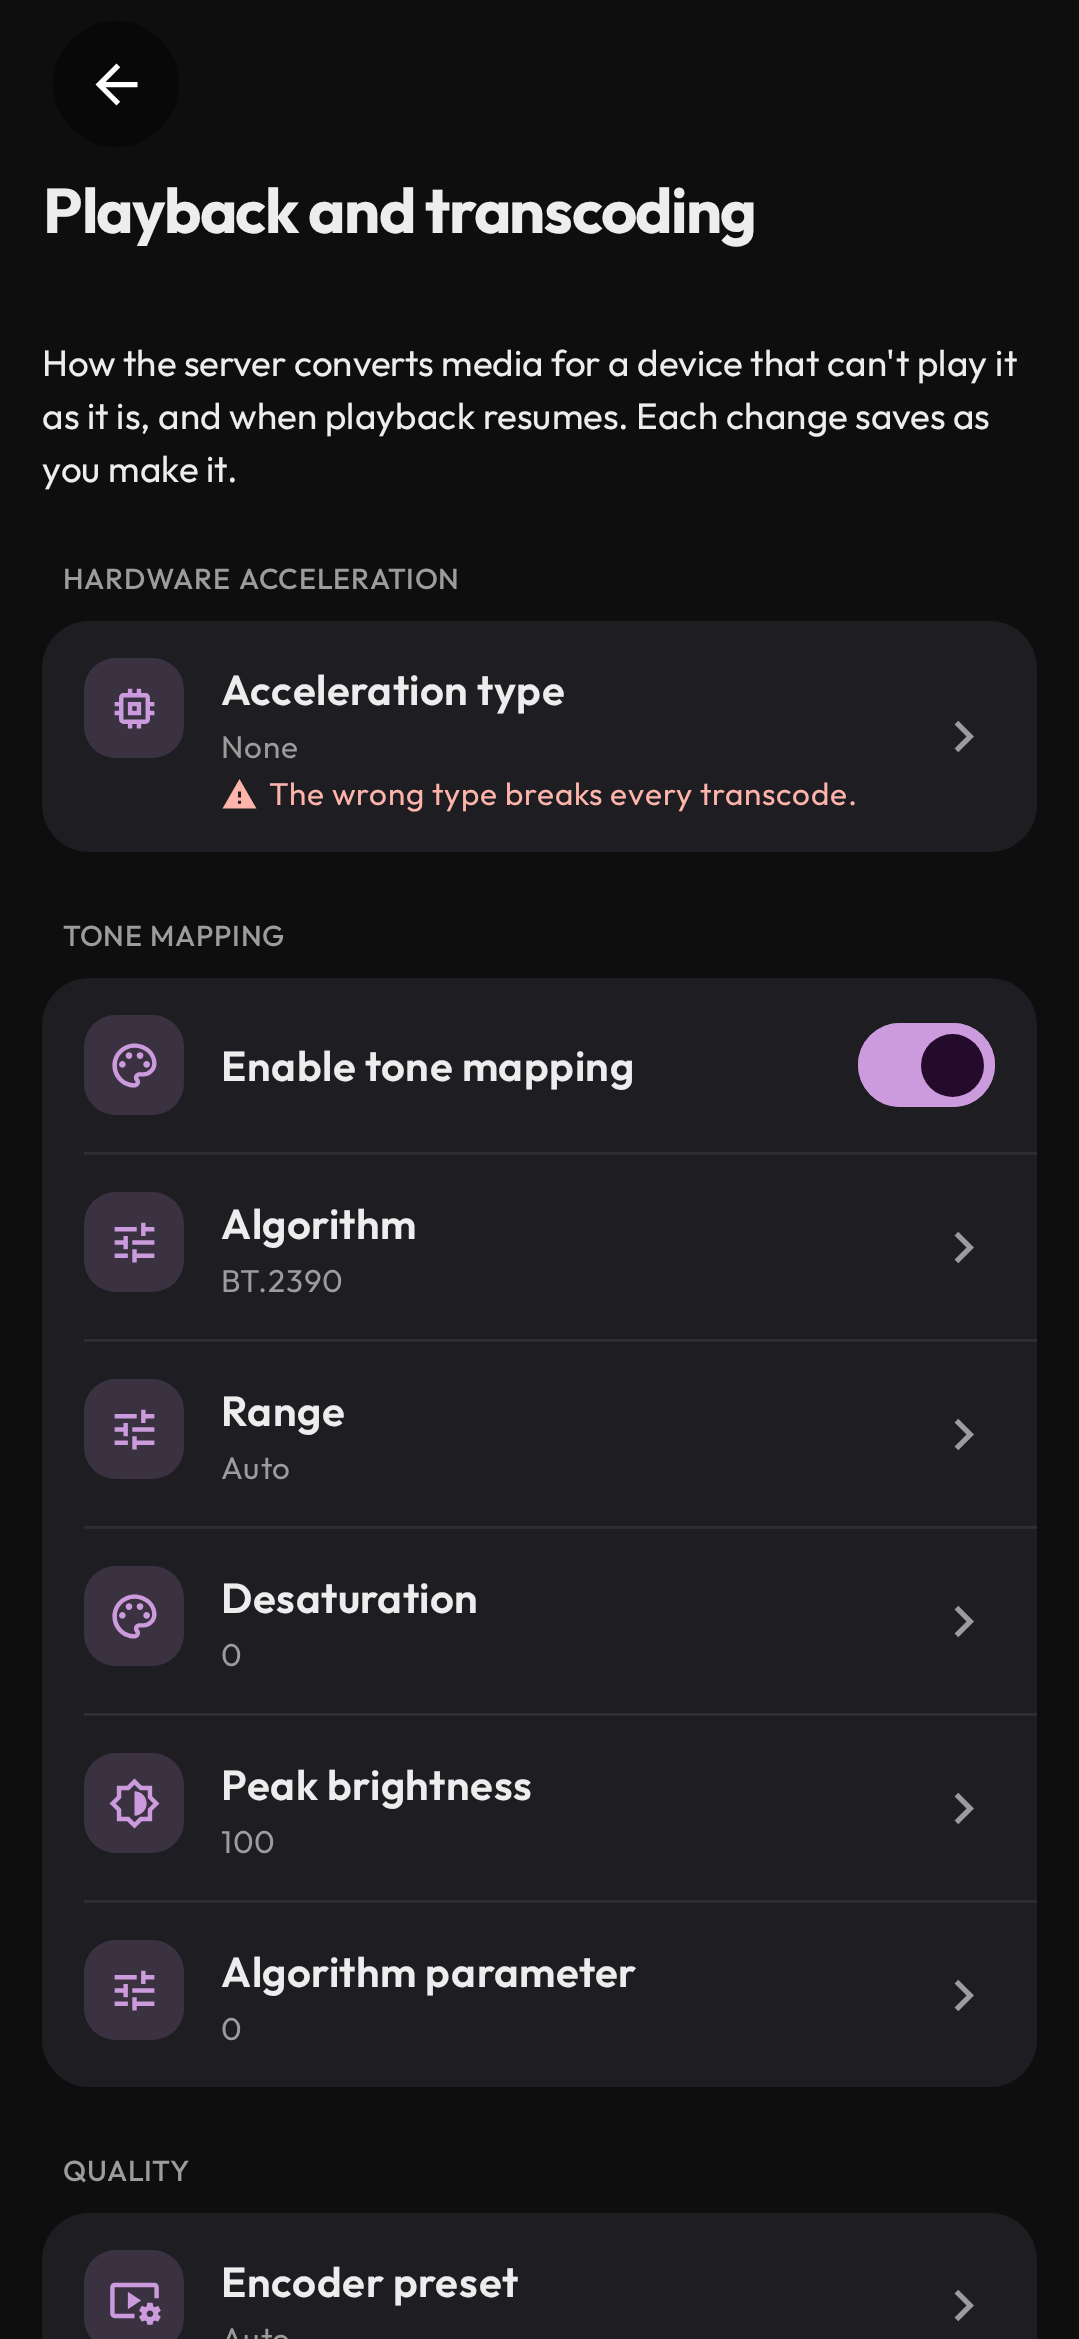 Playback and transcoding
How the server converts media for a device that can't play it
as it is, and when playback resumes. Each change saves as
you make it.
HARDWARE ACCELERATION
Acceleration type
None
The wrong type breaks every transcode.
TONE MAPPING
Enable tone mapping
Algorithm
BT.2390
Range
Auto
Desaturation
0
Peak brightness
100
Algorithm parameter
0
QUALITY
Encoder preset
Auto